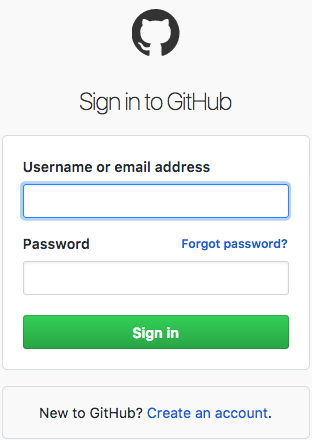 Sign in to GitHub
Username or email address
Password Forgot password?
Sign in
New to GitHub? Create an account.